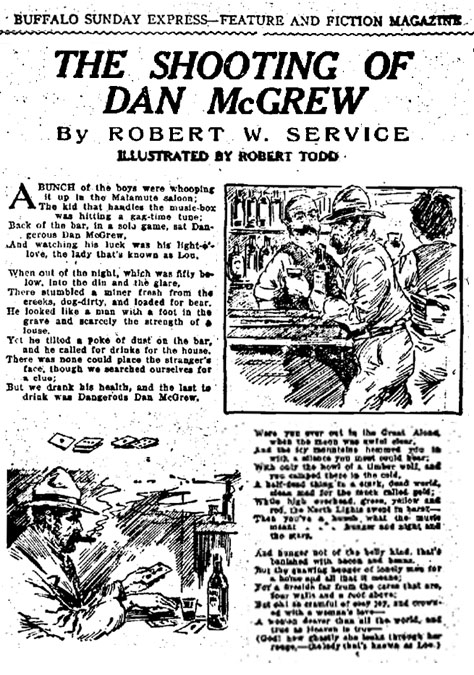 BUFFALO SUNDAY EXPRESS—FEATURE AND FICTION MAGAZINE
THE SHOOTING OF
DAN McGREW
By ROBERT W. SERVICE
ILLUSTRATED BY ROBERT TODD
A BUNCH of the boys were whooping
it up in the Malamute saloon;
The kid that handles the music-box
was hitting a gag-time tune;
Back of the bar, in a solo game, sat Dan-
gerous Dan McGrew,
And watching his luck was his light-o'-
love, the lady that's known as Lou.
When out of the night, which was fifty be-
low, into the din and the glare,
There stumbled a miner fresh from the
creeks, dog-dirty, and loaded for bear.
He looked like a man with a foot in the
grave and scarcely the strength of a
louse,
Yet he tilted a poke of dust on the bar,
and he called for drinks for the house.
There was none could place the stranger's
face, though we searched ourselves for
a clue;
But we drank his health, and the last to
drink was Dangerous Dan McGrew.
Were you ever out in the Great Alone,
when the moon was awful clear,
And the icy mountains hemmed you in
with a silence you most could hear;
With only the howl of a timber wolf, and
you camped there in the cold,
A half-dead thing in a stark, dead world,
clean mad for the muck called gold;
While high overhead, green, yellow and
red, the North Lights swept in bars—
Then you've a hunch what the music
meant hunger and night and
the stars.
And hunger not of the belly kind, that's
banished with bacon and beans,
But the gnawing hunger of lonely men for
a home and all that it means;
For a fireside far from the cares that are,
four walls and a roof above;
But oh! so cramful of cosy joy, and crown-
ed with a woman's love—
A woman dearer than all the world, and
true as Heaven is true—
(God! how ghastly she looks through her
rouge,—the lady that's known as Lou.)